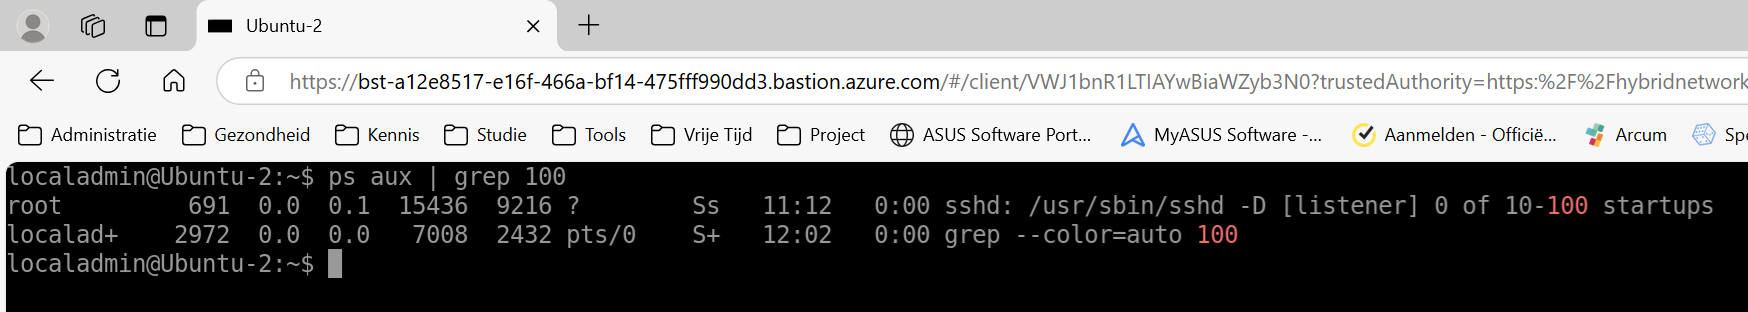 Ubuntu-2
https://bst-a12e8517-e16f-466a-bf14-475fff990dd3.bastion.azure.com/#/client/VWJ1bnR1LTIAYwBiaWZyb3N0?trustedAuthority=https:%2F%2Fhybridnetwork
Administratie Gezondheid Kennis Studie Tools Vrije Tijd Project ASUS Software Port... MyASUS Software -... Aanmelden - Officië... Arcum Spe
localadmin@Ubuntu-2:~$ ps aux | grep 100
root 691 0.0 0.1 15436 9216 ? Ss 11:12 0:00 sshd: /usr/sbin/sshd -D [listener] 0 of 10-100 startups
localad+ 2972 0.0 0.0 7008 2432 pts/0 S+ 12:02 0:00 grep --color=auto 100
localadmin@Ubuntu-2:~$